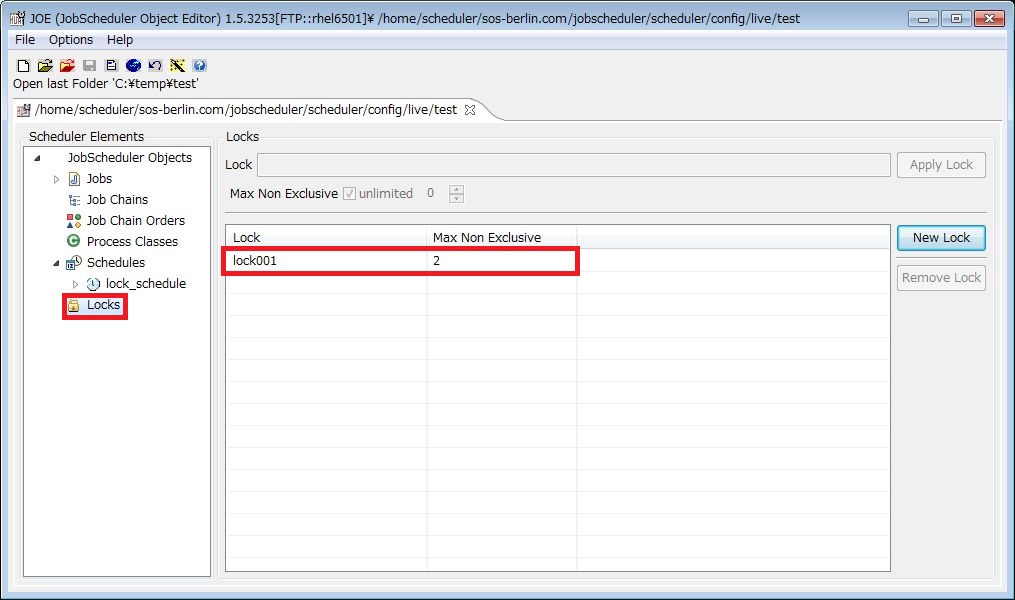 JOE (JobScheduler Object Editor) 1.5.3253[FTP::rhel6501]¥ /home/scheduler/sos-berlin.com/jobscheduler/scheduler/config/live/test
File Options Help
Open last Folder 'C:¥temp¥test'
/home/scheduler/sos-berlin.com/jobscheduler/scheduler/config/live/test
Scheduler Elements
JobScheduler Objects
Jobs
Job Chains
Job Chain Orders
Process Classes
Schedules
lock_schedule
Locks
Locks
Lock
Apply Lock
Max Non Exclusive unlimited 0
Lock Max Non Exclusive
lock001 2
New Lock
Remove Lock